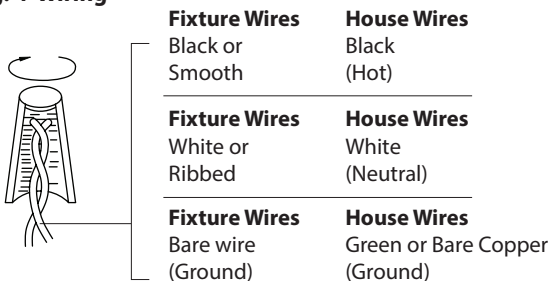 Wiring
Fixture Wires House Wires
Black or Black
Smooth (Hot)
Fixture Wires House Wires
White or White
Ribbed (Neutral)
Fixture Wires House Wires
Bare wire Green or Bare Copper
(Ground) (Ground)